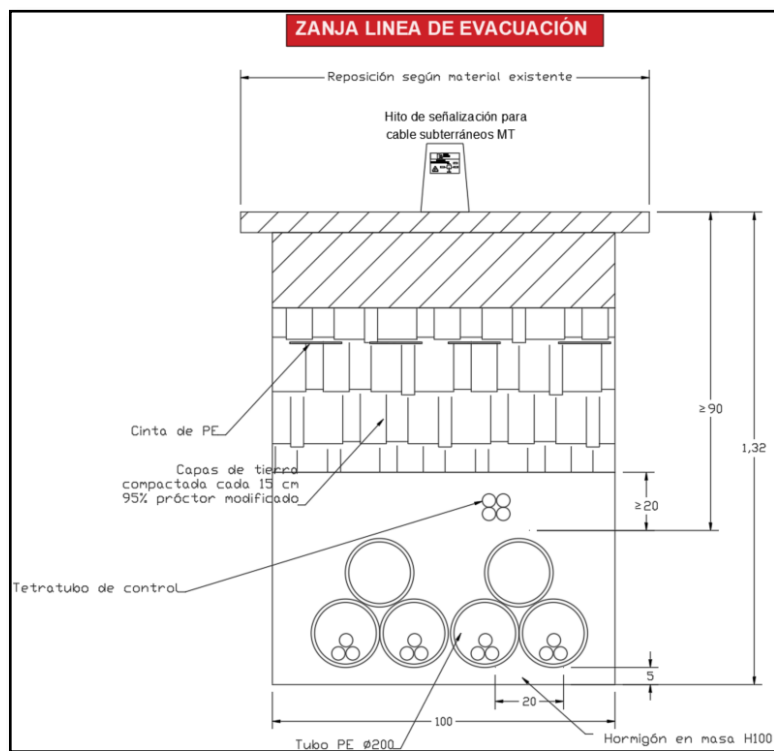 ZANJA LINEA DE EVACUACIÓN
Reposición según material existente
Hito de señalización para
cable subterráneos MT
≥90
1,32
Cinta de PE
Capas de tierra
compactada cada 15 cm
95% próctor modificado
≥20
Tetratubo de control
5
20
100
Tubo PE Ø200
Hormigón en masa H100